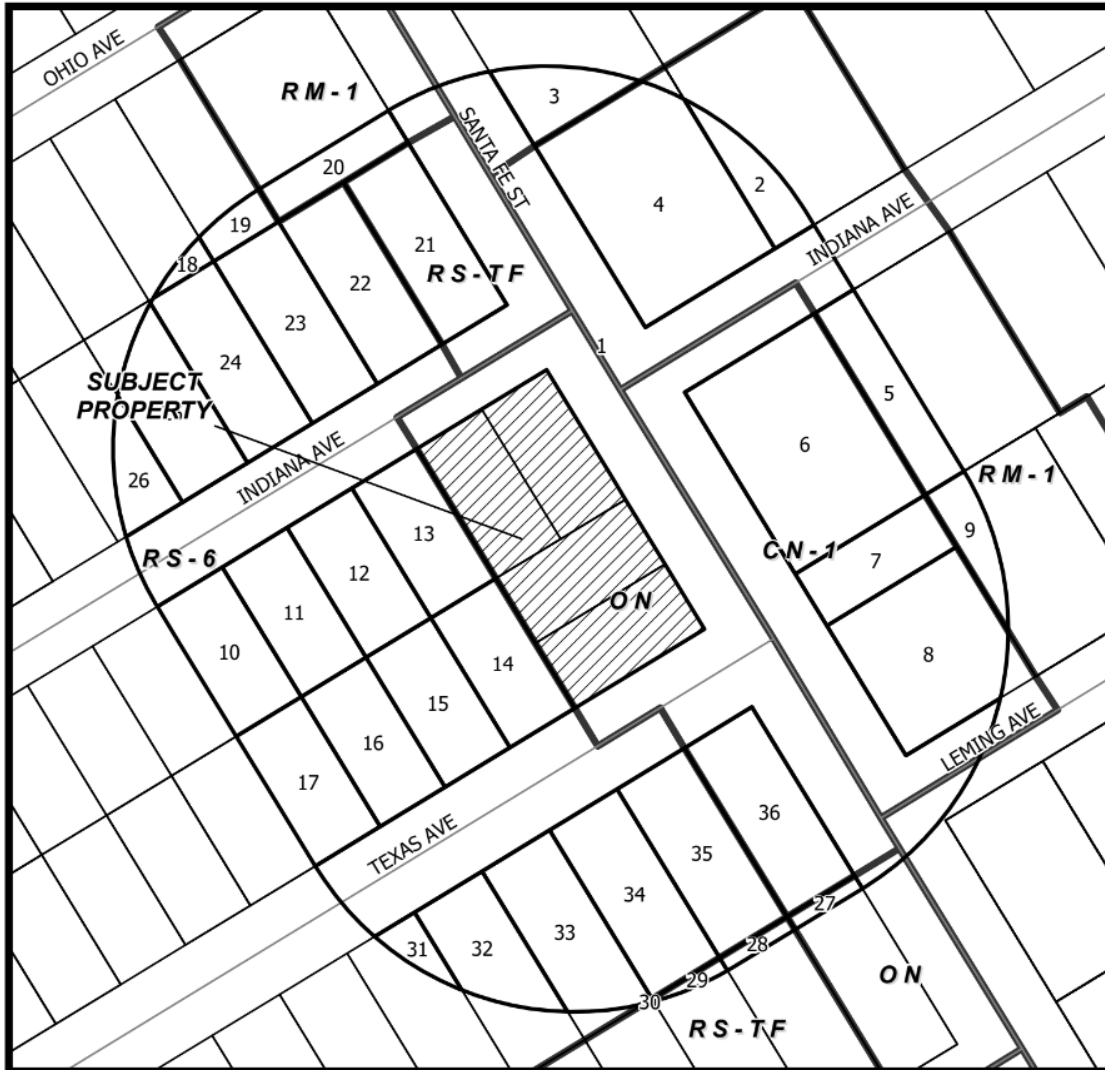 OHIO AVE
RM-1
3
SANTA FE ST
20
2
4
19
INDIANA AVE
18
21
RS-TF
22
23
1
24
SUBJECT
PROPERTY
5
6
INDIANA AVE
26
RM-1
13
9
RS-6
CN-1
12
7
11
ON
10
14
8
15
16
LEMING AVE
17
36
TEXAS AVE
35
34
27
33
28
32
31
ON
29
30
RS-TF